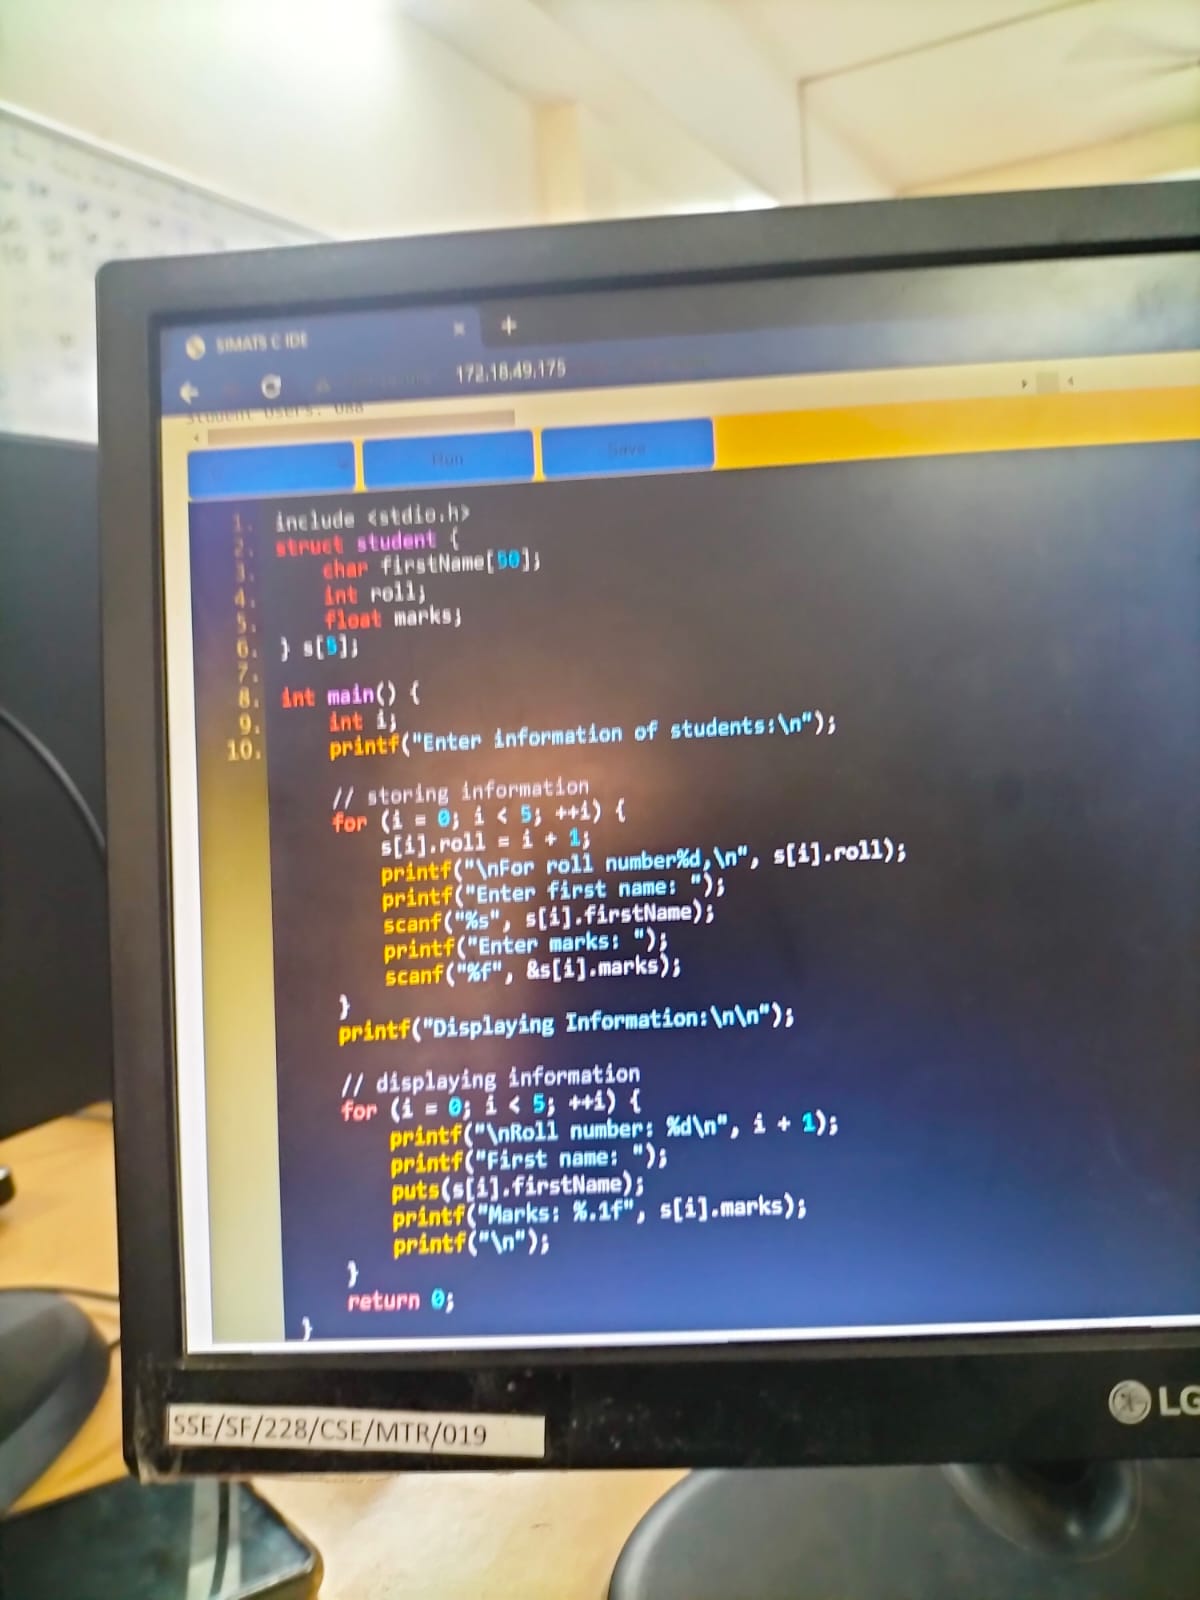 SIMATS C IDE
172.18.49.175
Student Users: 088
Run
Save
1. include <stdio.h>
2. struct student {
3. char firstName[50];
4. int roll;
5. float marks;
6. } s[5];
7.
8. int main() {
9. int i;
10. printf("Enter information of students:\n");
// storing information
for (i = 0; i < 5; ++i) {
s[i].roll = i + 1;
printf("\nFor roll number%d,\n", s[i].roll);
printf("Enter first name: ");
scanf("%s", s[i].firstName);
printf("Enter marks: ");
scanf("%f", &s[i].marks);
}
printf("Displaying Information:\n\n");
// displaying information
for (i = 0; i < 5; ++i) {
printf("\nRoll number: %d\n", i + 1);
printf("First name: ");
puts(s[i].firstName);
printf("Marks: %.1f", s[i].marks);
printf("\n");
}
return 0;
}
SSE/SF/228/CSE/MTR/019
LG